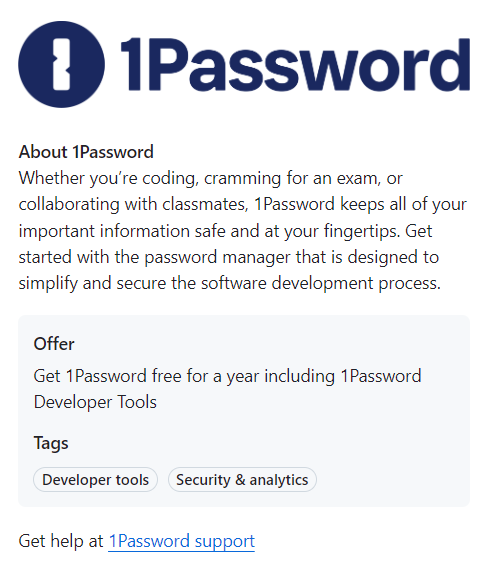 1Password
About 1Password
Whether you’re coding, cramming for an exam, or
collaborating with classmates, 1Password keeps all of your
important information safe and at your fingertips. Get
started with the password manager that is designed to
simplify and secure the software development process.
Offer
Get 1Password free for a year including 1Password
Developer Tools
Tags
Developer tools
Security & analytics
Get help at 1Password support